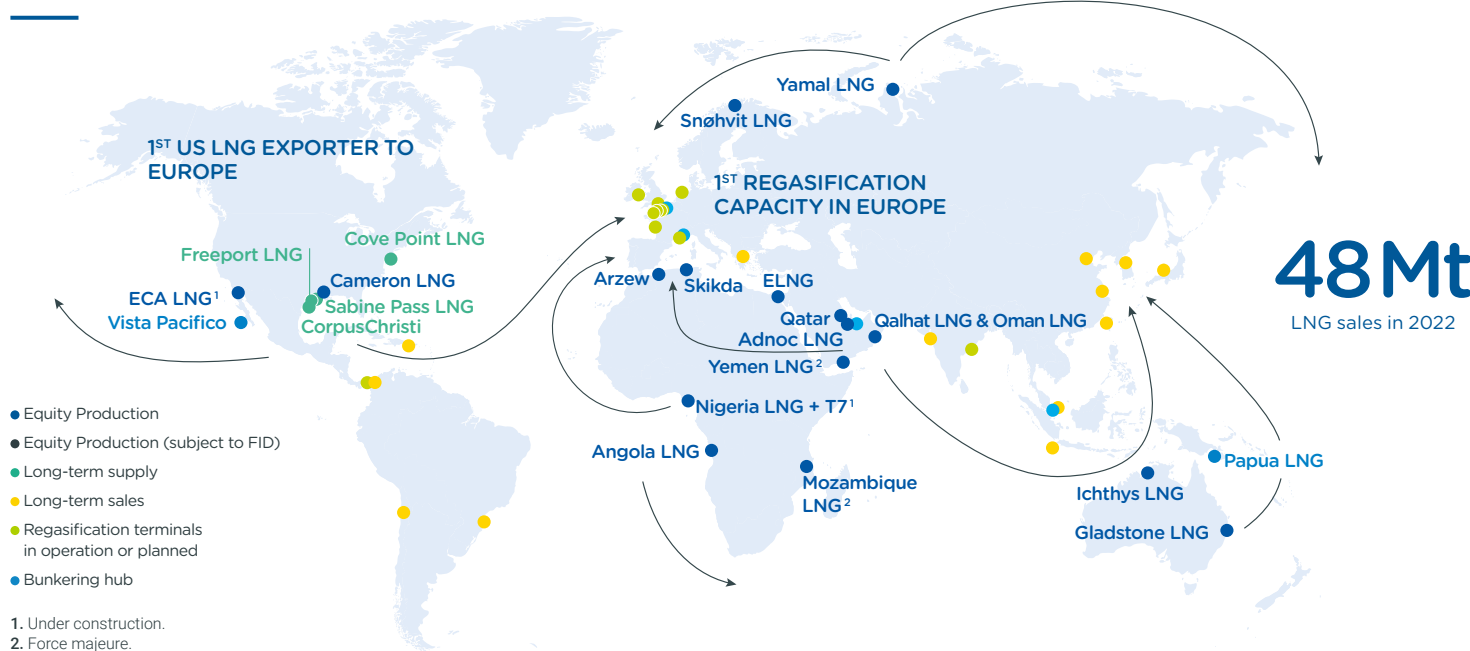 Yamal LNG
Snøhvit LNG
1ST US LNG EXPORTER TO
EUROPE
1ST REGASIFICATION
CAPACITY IN EUROPE
Cove Point LNG
Freeport LNG
Cameron LNG
ECA LNG1
Sabine Pass LNG
Vista Pacifico
CorpusChristi
Arzew
Skikda
ELNG
Qatar
Adnoc LNG
Qalhat LNG & Oman LNG
Yemen LNG2
48 Mt
LNG sales in 2022
Nigeria LNG + T71
Angola LNG
Mozambique
LNG2
Papua LNG
Ichthys LNG
Gladstone LNG
Equity Production
Equity Production (subject to FID)
Long-term supply
Long-term sales
Regasification terminals
in operation or planned
Bunkering hub
1. Under construction.
2. Force majeure.